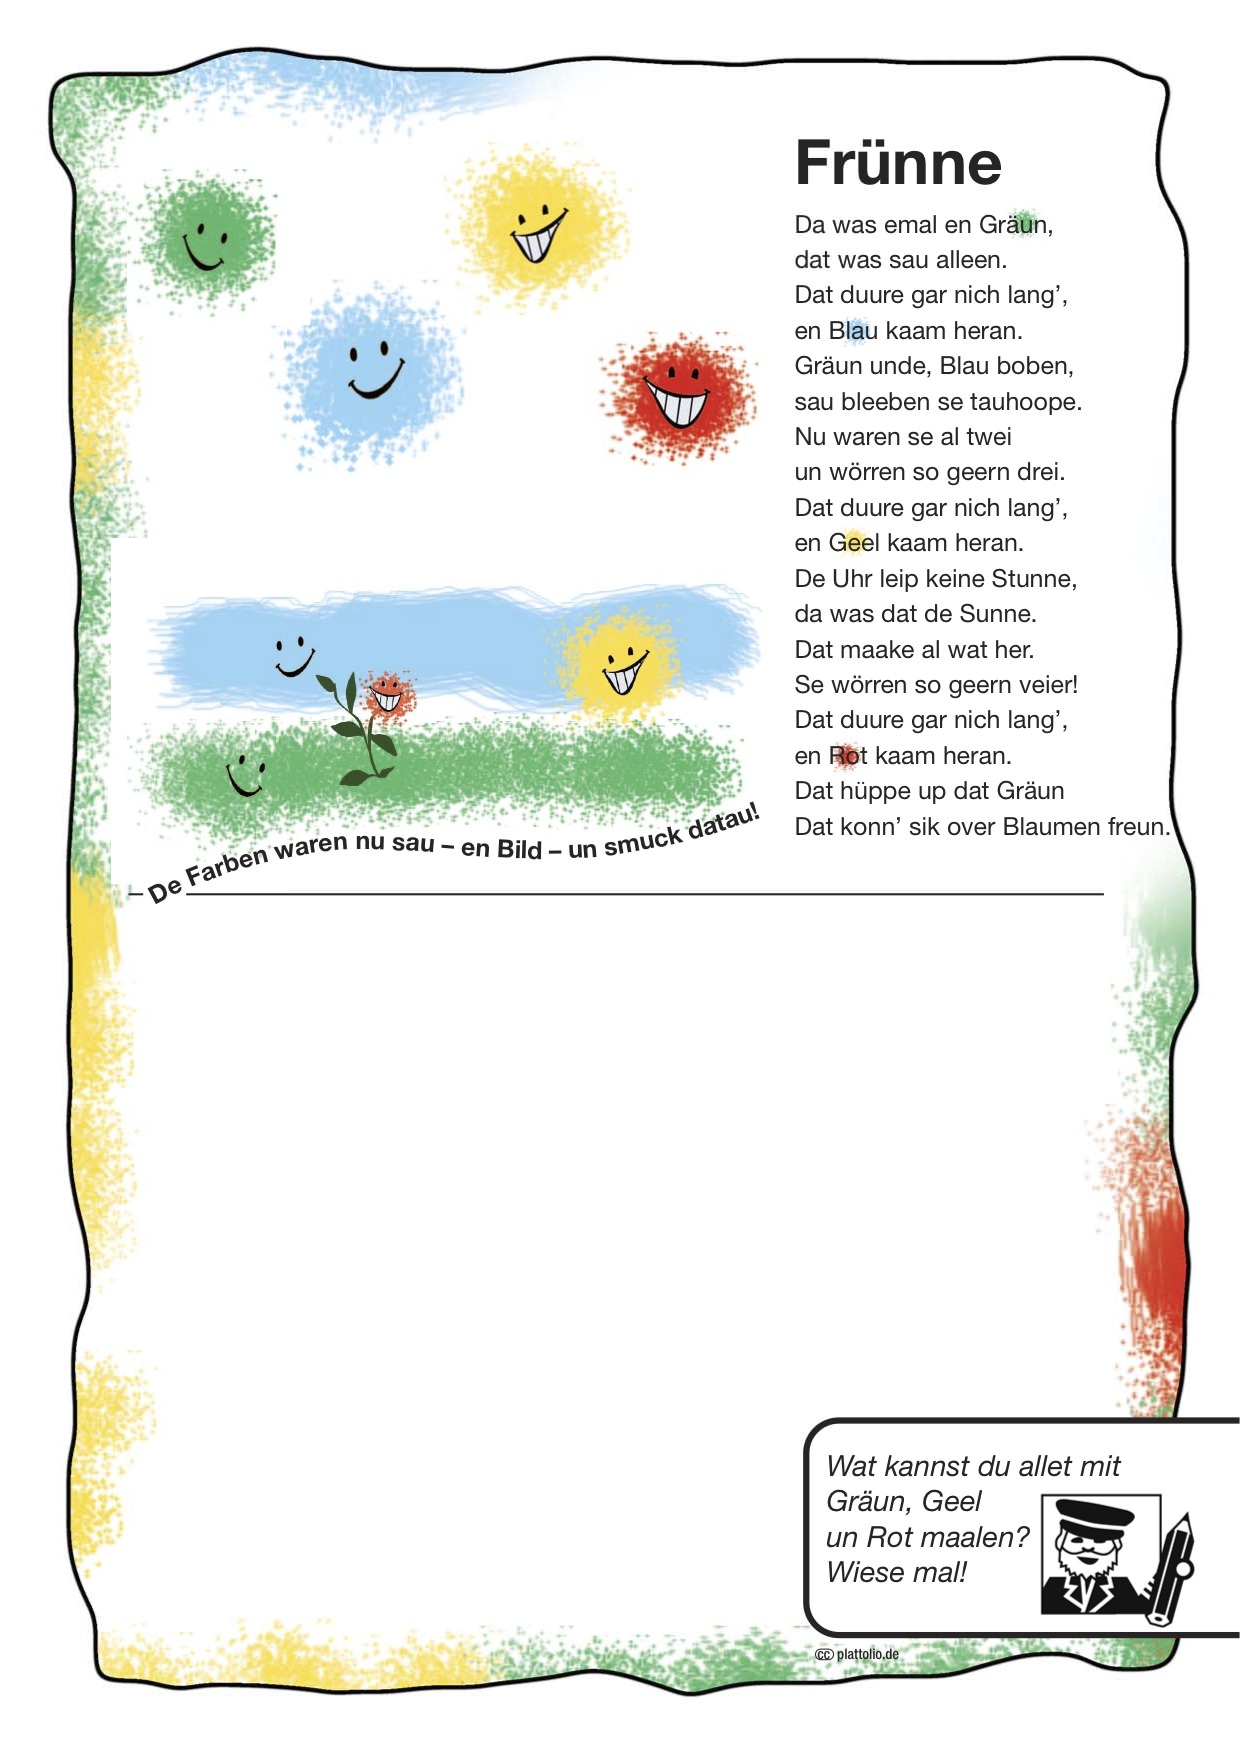 Frünne
Da was emal en Gräun,
dat was sau alleen.
Dat duure gar nich lang’,
en Blau kaam heran.
Gräun unde, Blau boben,
sau bleeben se tauhoope.
Nu waren se al twei
un wörren so geern drei.
Dat duure gar nich lang’,
en Geel kaam heran.
De Uhr leip keine Stunne,
da was dat de Sunne.
Dat maake al wat her.
Se wörren so geern veier!
Dat duure gar nich lang’,
en Rot kaam heran.
Dat hüppe up dat Gräun
Dat konn’ sik over Blaumen freun.
De Farben waren nu sau – en Bild – un smuck datau!
Wat kannst du allet mit
Gräun, Geel
un Rot maalen?
Wiese mal!
cc plattolio.de